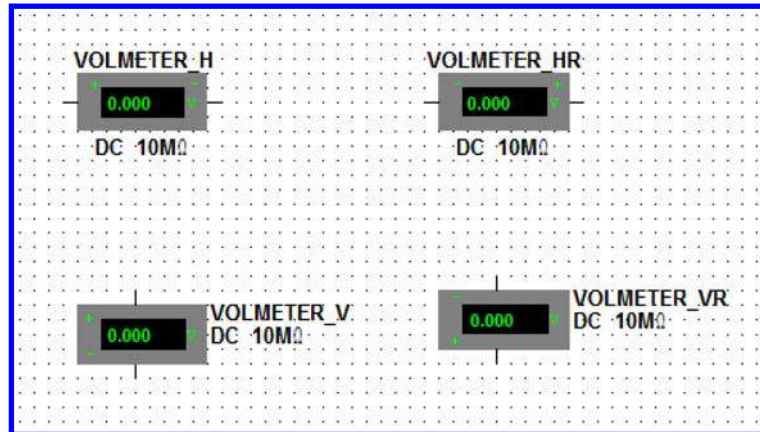 VOLMETER_H
+ -
0.000 V
DC 10MΩ
VOLMETER_HR
- +
0.000 V
DC 10MΩ
VOLMETER_V
+
0.000 V
-
DC 10MΩ
VOLMETER_VR
-
0.000 V
+
DC 10MΩ